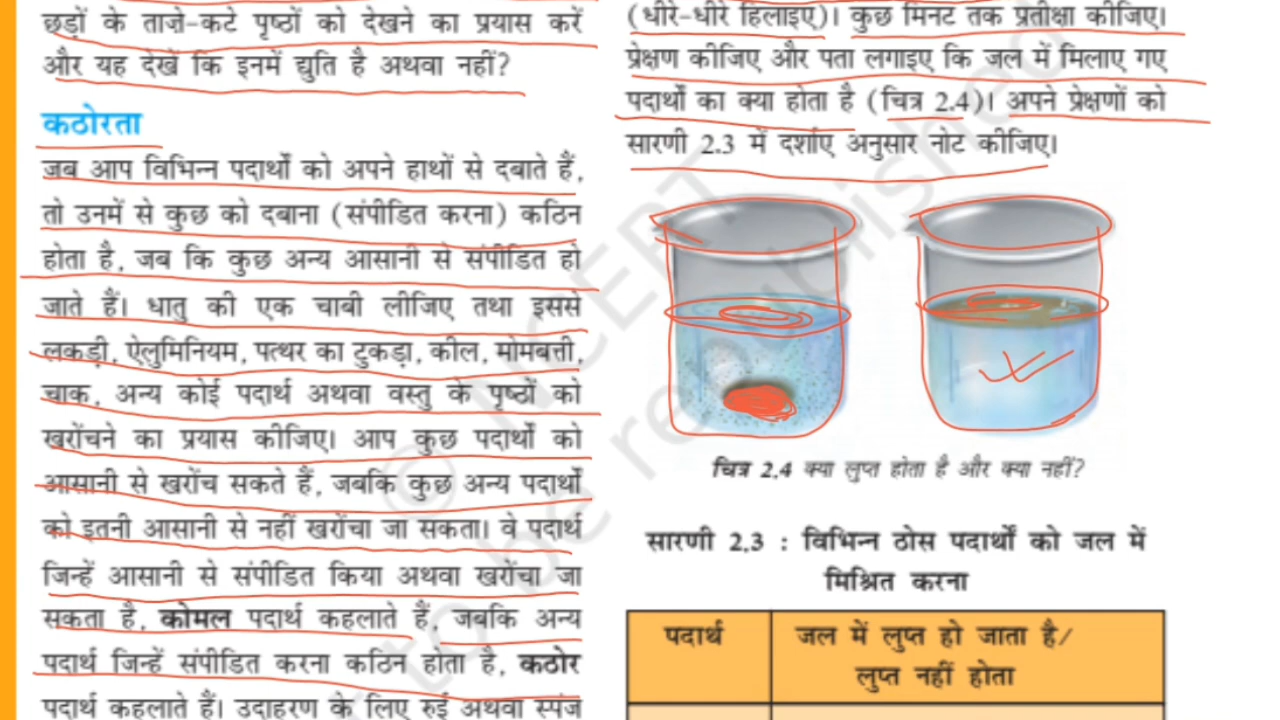 छड़ों के ताज़े-कटे पृष्ठों को देखने का प्रयास करें
और यह देखें कि इनमें द्युति है अथवा नहीं?
कठोरता
जब आप विभिन्न पदार्थों को अपने हाथों से दबाते हैं,
तो उनमें से कुछ को दबाना (संपीडित करना) कठिन
होता है, जब कि कुछ अन्य आसानी से संपीडित हो
जाते हैं। धातु की एक चाबी लीजिए तथा इससे
लकड़ी, ऐलुमिनियम, पत्थर का टुकड़ा, कील, मोमबत्ती,
चाक, अन्य कोई पदार्थ अथवा वस्तु के पृष्ठों को
खरोंचने का प्रयास कीजिए। आप कुछ पदार्थों को
आसानी से खरोंच सकते हैं, जबकि कुछ अन्य पदार्थों
को इतनी आसानी से नहीं खरोंचा जा सकता। वे पदार्थ
जिन्हें आसानी से संपीडित किया अथवा खरोंचा जा
सकता है, कोमल पदार्थ कहलाते हैं, जबकि अन्य
पदार्थ जिन्हें संपीडित करना कठिन होता है, कठोर
पदार्थ कहलाते हैं। उदाहरण के लिए रुई अथवा स्पंज
(धीरे-धीरे हिलाइए)। कुछ मिनट तक प्रतीक्षा कीजिए।
प्रेक्षण कीजिए और पता लगाइए कि जल में मिलाए गए
पदार्थों का क्या होता है (चित्र 2.4)। अपने प्रेक्षणों को
सारणी 2.3 में दर्शाए अनुसार नोट कीजिए।
चित्र 2.4 क्या लुप्त होता है और क्या नहीं?
सारणी 2.3 : विभिन्न ठोस पदार्थों को जल में
मिश्रित करना
पदार्थ
जल में लुप्त हो जाता है/
लुप्त नहीं होता
© NCERT
not to be republished